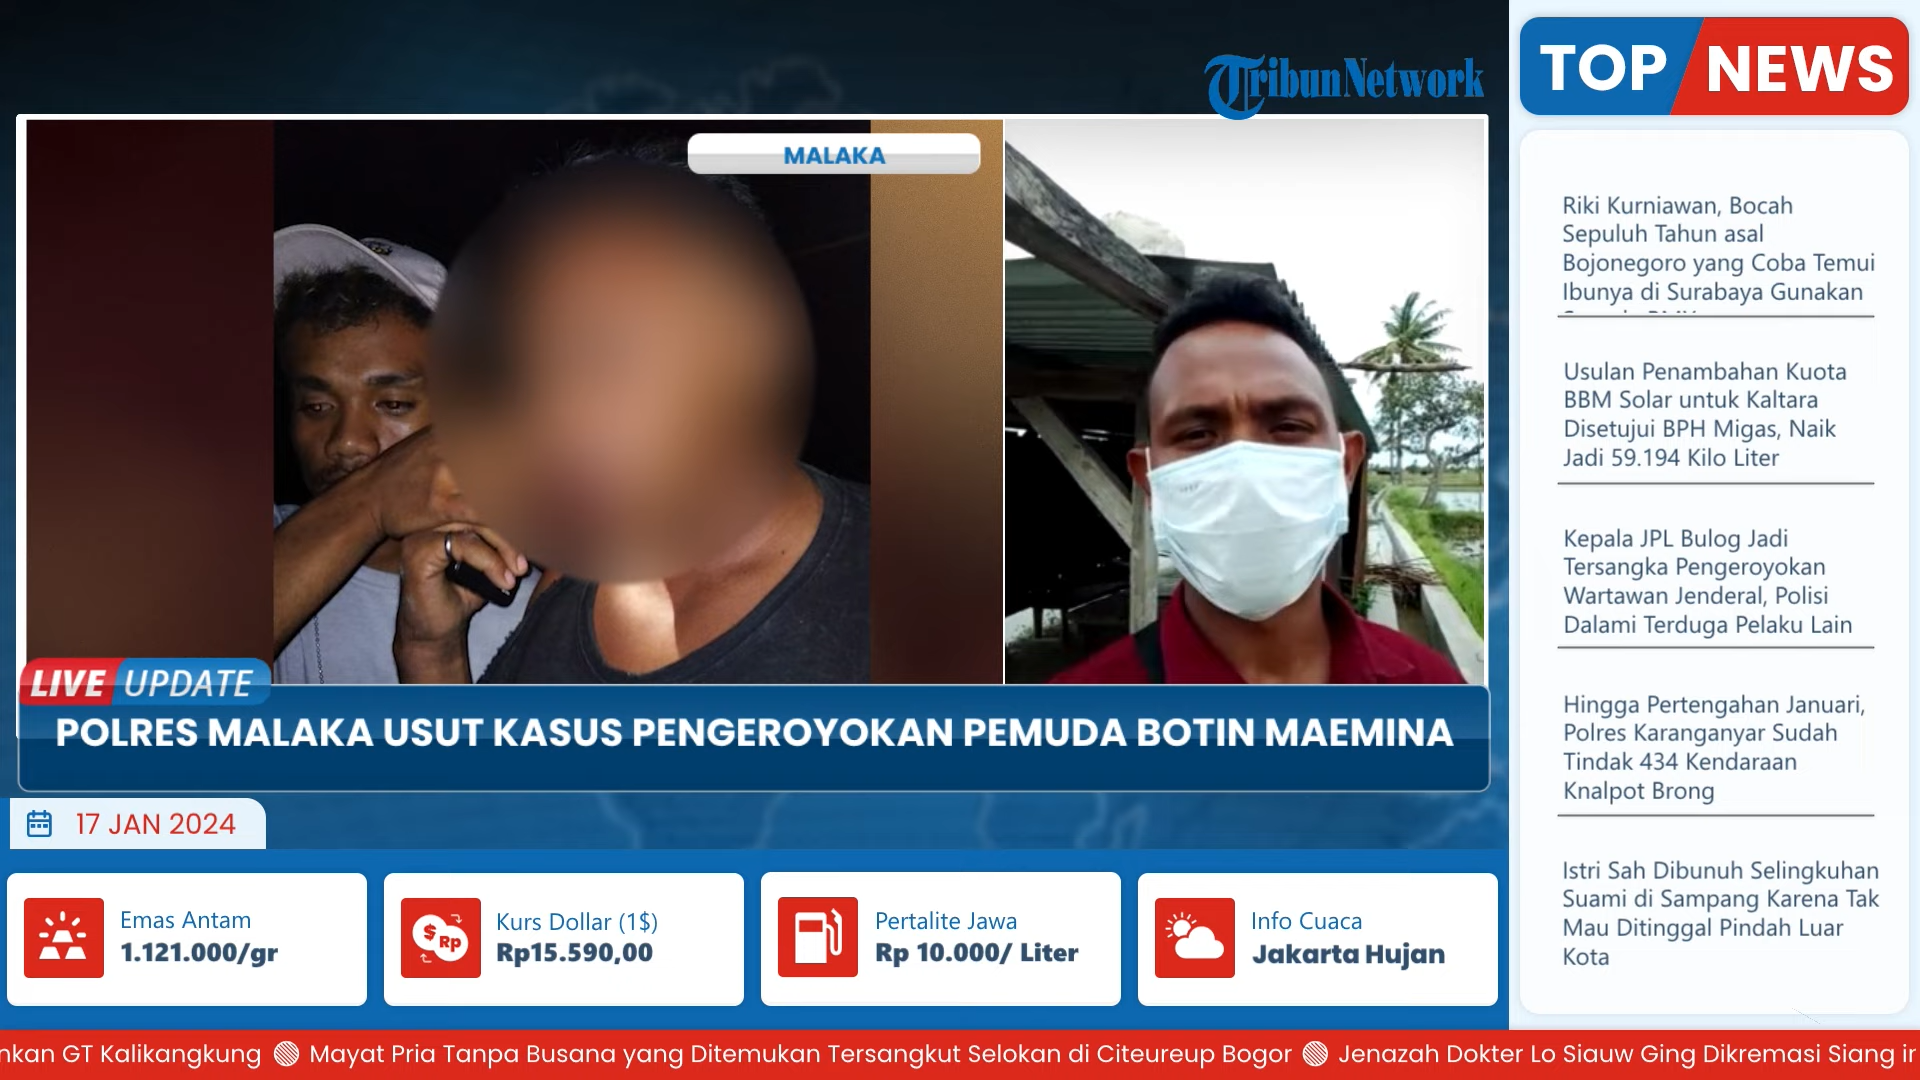 TribunNetwork
MALAKA
LIVE UPDATE
POLRES MALAKA USUT KASUS PENGEROYOKAN PEMUDA BOTIN MAEMINA
17 JAN 2024
Emas Antam
1.121.000/gr
Kurs Dollar (1$)
Rp15.590,00
Pertalite Jawa
Rp 10.000/ Liter
Info Cuaca
Jakarta Hujan
TOP NEWS
Riki Kurniawan, Bocah
Sepuluh Tahun asal
Bojonegoro yang Coba Temui
Ibunya di Surabaya Gunakan
Usulan Penambahan Kuota
BBM Solar untuk Kaltara
Disetujui BPH Migas, Naik
Jadi 59.194 Kilo Liter
Kepala JPL Bulog Jadi
Tersangka Pengeroyokan
Wartawan Jenderal, Polisi
Dalami Terduga Pelaku Lain
Hingga Pertengahan Januari,
Polres Karanganyar Sudah
Tindak 434 Kendaraan
Knalpot Brong
Istri Sah Dibunuh Selingkuhan
Suami di Sampang Karena Tak
Mau Ditinggal Pindah Luar
Kota
nkan GT Kalikangkung Mayat Pria Tanpa Busana yang Ditemukan Tersangkut Selokan di Citeureup Bogor Jenazah Dokter Lo Siauw Ging Dikremasi Siang ir